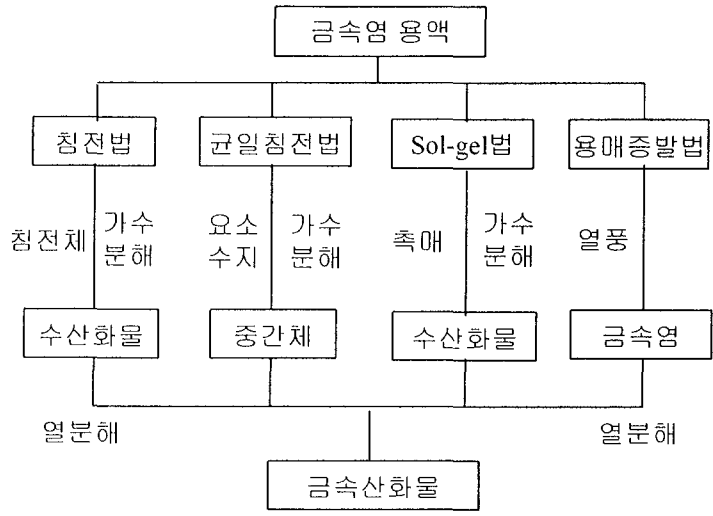 금속염 용액
침전법 균일침전법 Sol-gel법 용매증발법
침전체 가수 요소 가수 촉매 가수 열풍
분해 수지 분해 분해
수산화물 중간체 수산화물 금속염
열분해 열분해
금속산화물